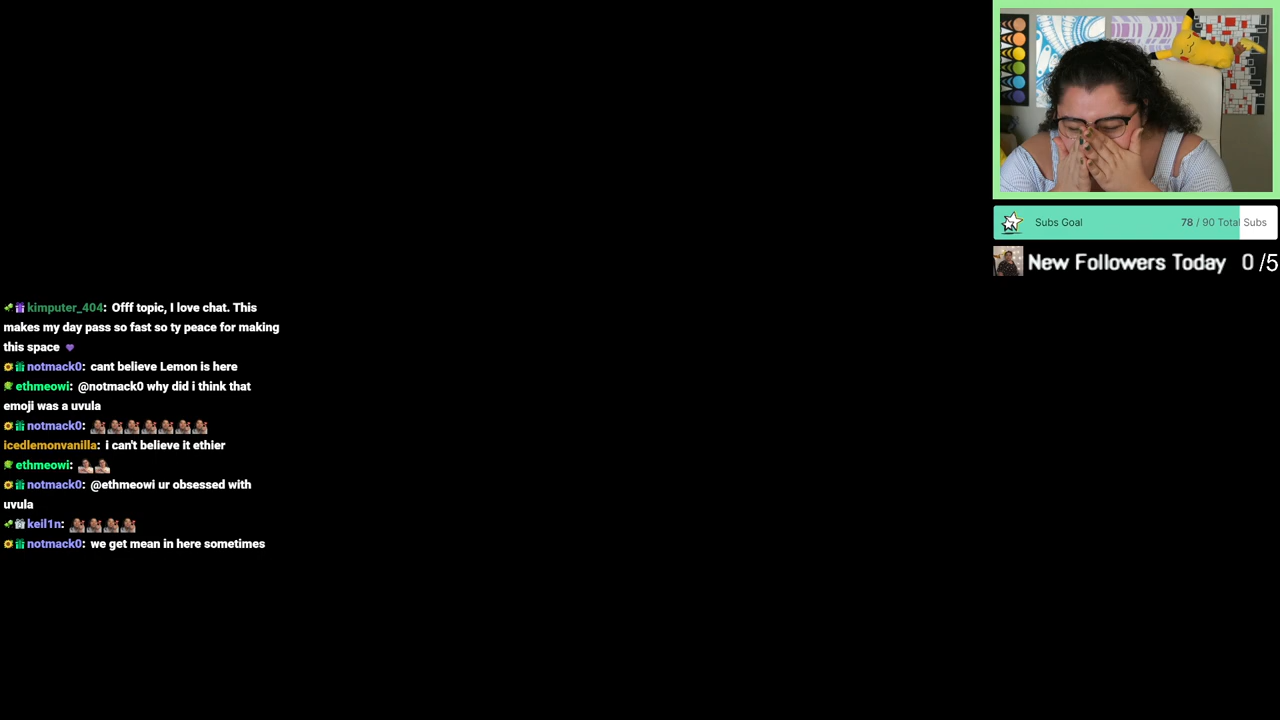 Subs Goal 78 / 90 Total Subs
New Followers Today 0 /5
kimputer_404: Offf topic, I love chat. This
makes my day pass so fast so ty peace for making
this space
notmack0: cant believe Lemon is here
ethmeowi: @notmack0 why did i think that
emoji was a uvula
notmack0:
icedlemonvanilla: i can't believe it ethier
ethmeowi:
notmack0: @ethmeowi ur obsessed with
uvula
keil1n:
notmack0: we get mean in here sometimes